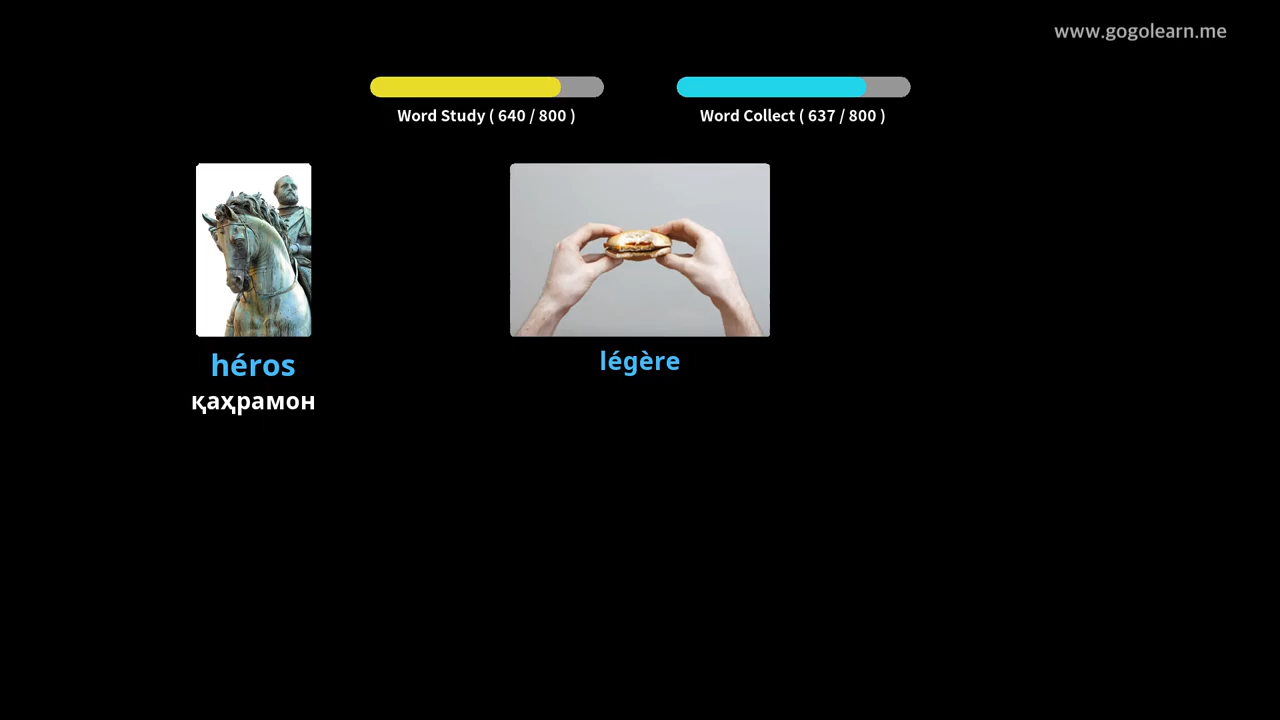 www.gogolearn.me
Word Study ( 640 / 800 )
Word Collect ( 637 / 800 )
héros
қаҳрамон
légère